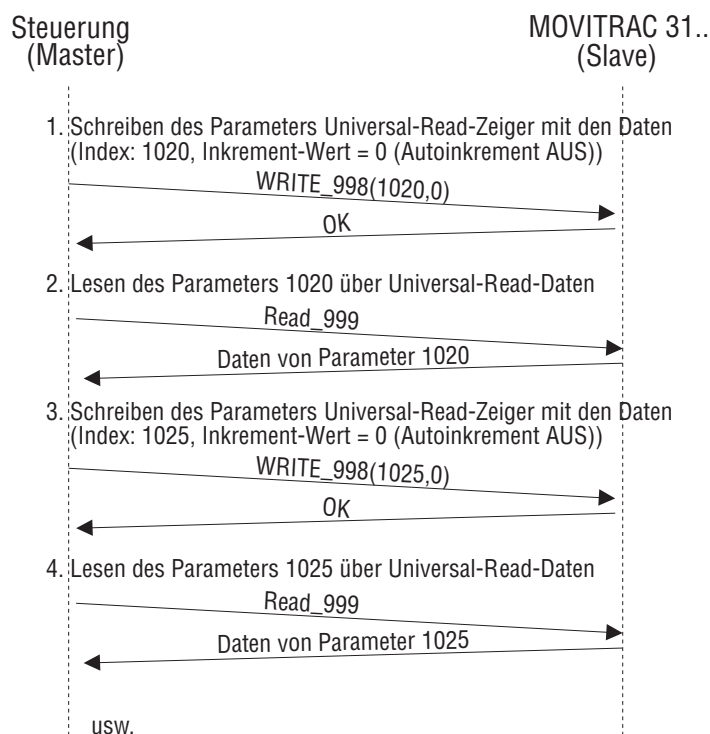 Steuerung
(Master)
MOVITRAC 31..
(Slave)
1. Schreiben des Parameters Universal-Read-Zeiger mit den Daten
(Index: 1020, Inkrement-Wert = 0 (Autoinkrement AUS))
WRITE_998(1020,0)
OK
2. Lesen des Parameters 1020 über Universal-Read-Daten
Read_999
Daten von Parameter 1020
3. Schreiben des Parameters Universal-Read-Zeiger mit den Daten
(Index: 1025, Inkrement-Wert = 0 (Autoinkrement AUS))
WRITE_998(1025,0)
OK
4. Lesen des Parameters 1025 über Universal-Read-Daten
Read_999
Daten von Parameter 1025
usw.